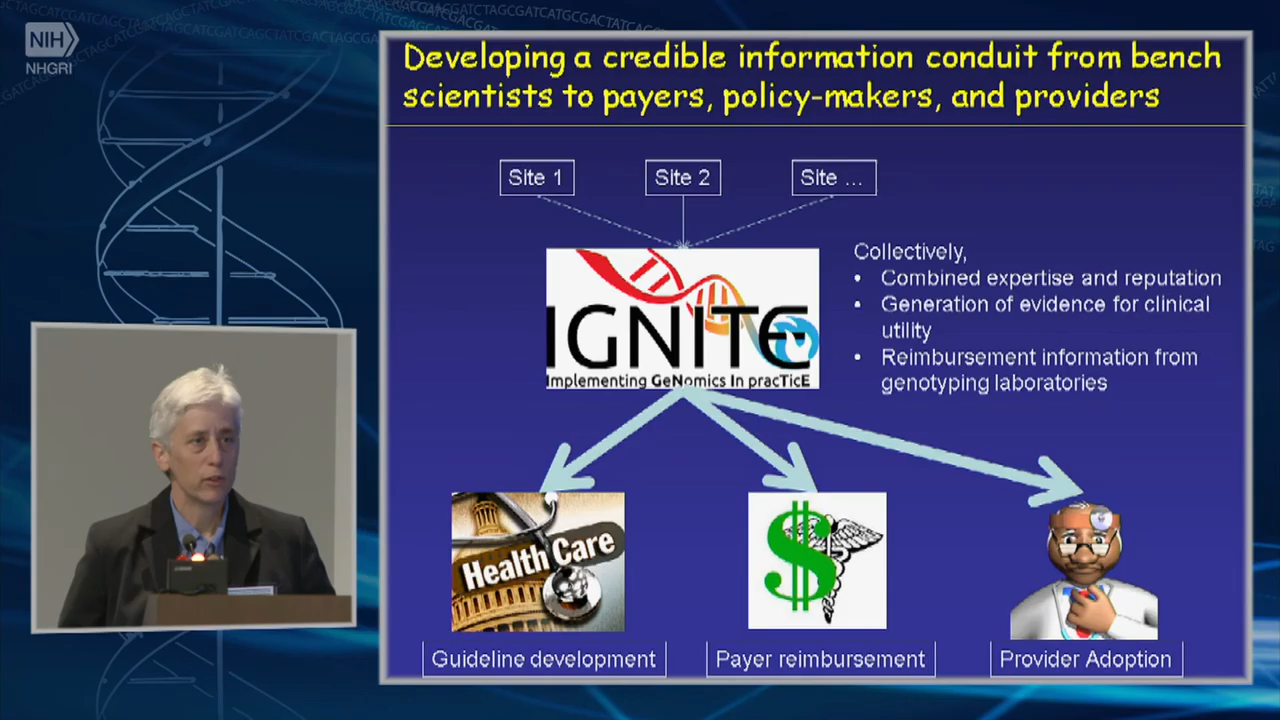 NIH
NHGRI
Developing a credible information conduit from bench
scientists to payers, policy-makers, and providers
Site 1
Site 2
Site ...
IGNITE
Implementing GeNomics In pracTicE
Collectively,
• Combined expertise and reputation
• Generation of evidence for clinical
utility
• Reimbursement information from
genotyping laboratories
Health Care
Guideline development
Payer reimbursement
Provider Adoption